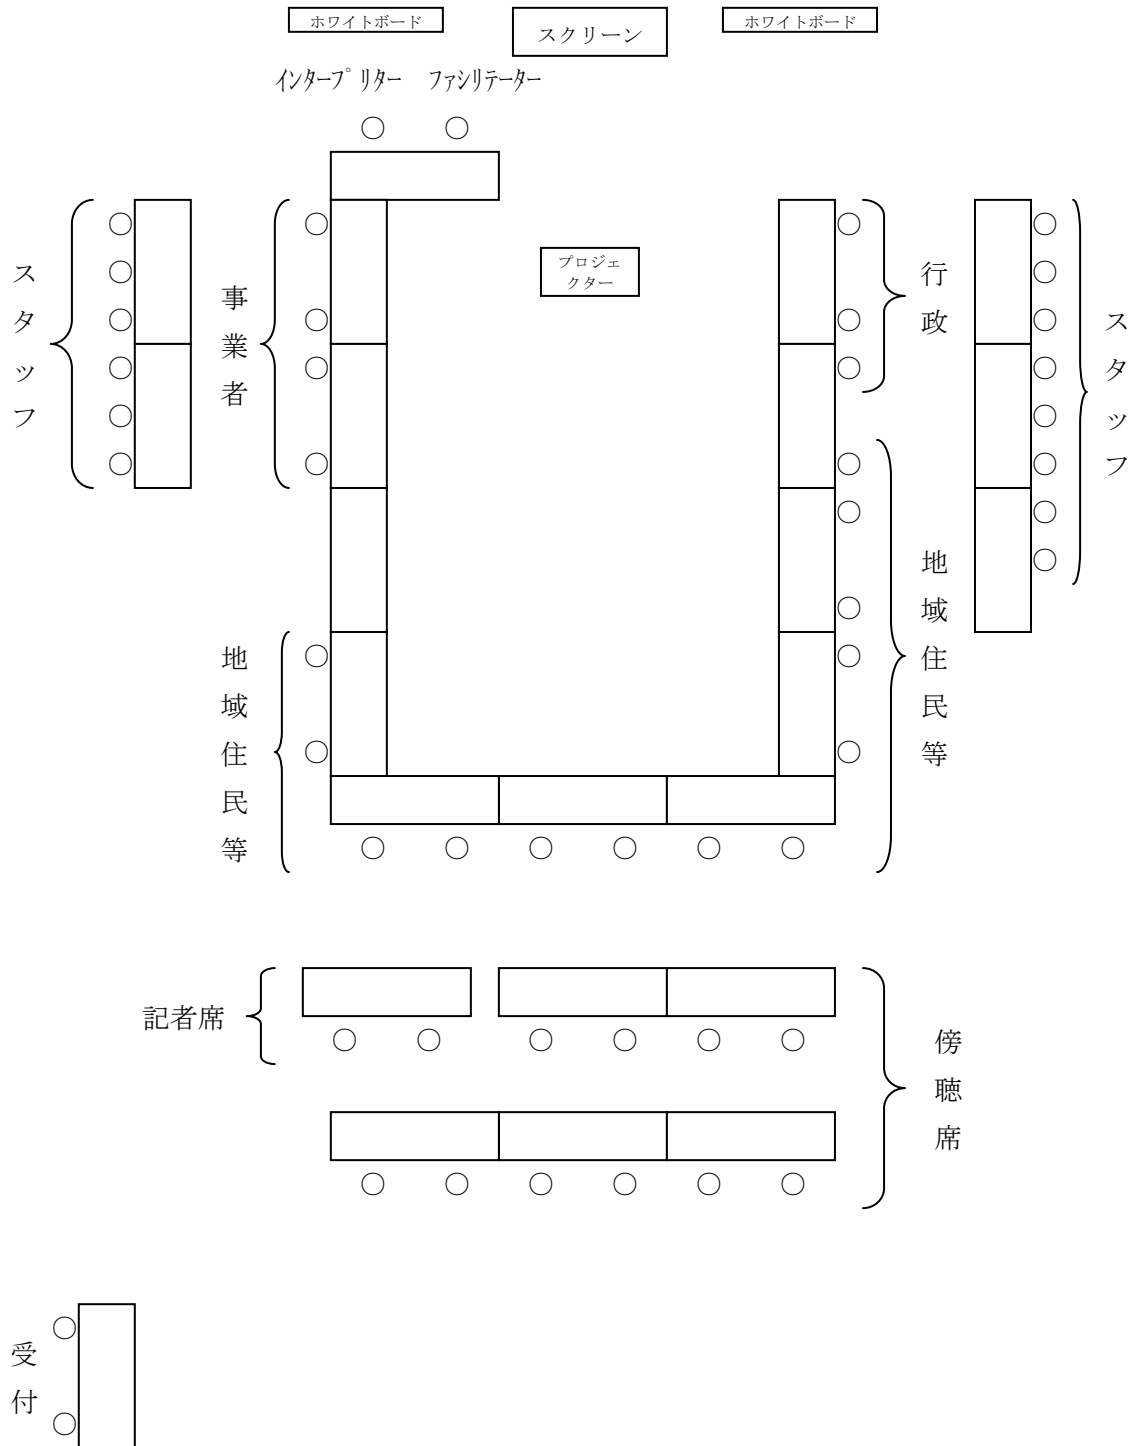 ホワイトボード
スクリーン
ホワイトボード
インタープリター
ファシリテーター
スタッフ
事業者
プロジェ
クター
行政
スタッフ
地域住民等
地域住民等
記者席
傍聴席
受付